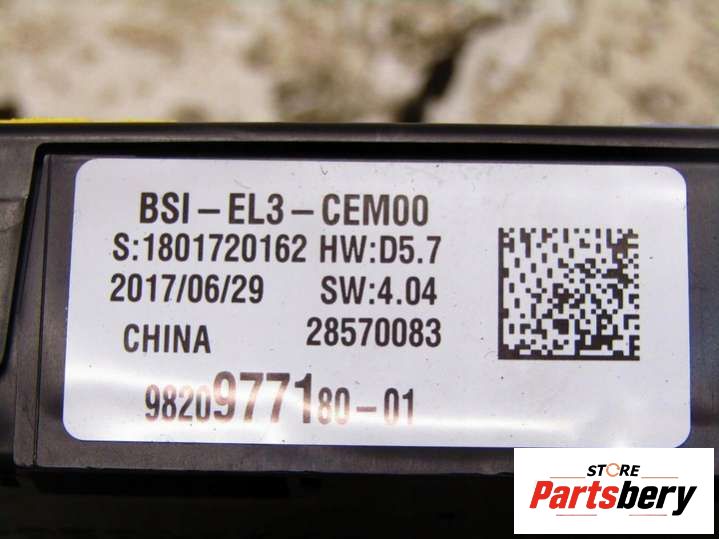 BSI-EL3-CEM00
S:1801720162 HW:D5.7
2017/06/29 SW:4.04
CHINA 28570083
9820977180-01
STORE
Partsbery